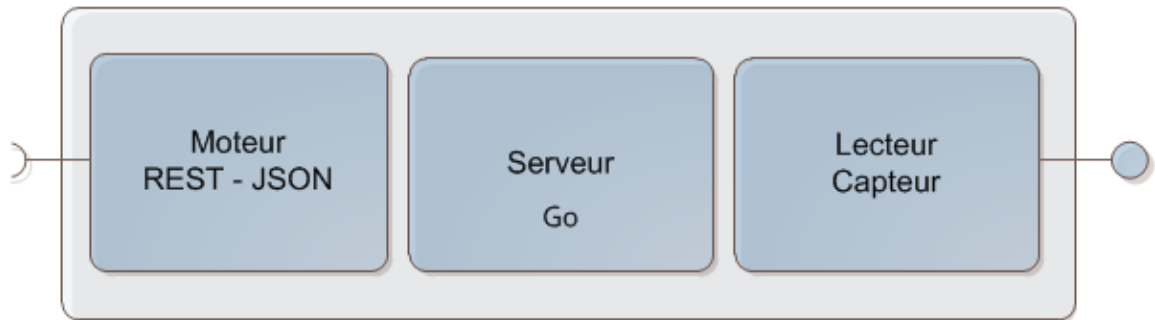 Moteur
REST - JSON
Serveur
Go
Lecteur
Capteur